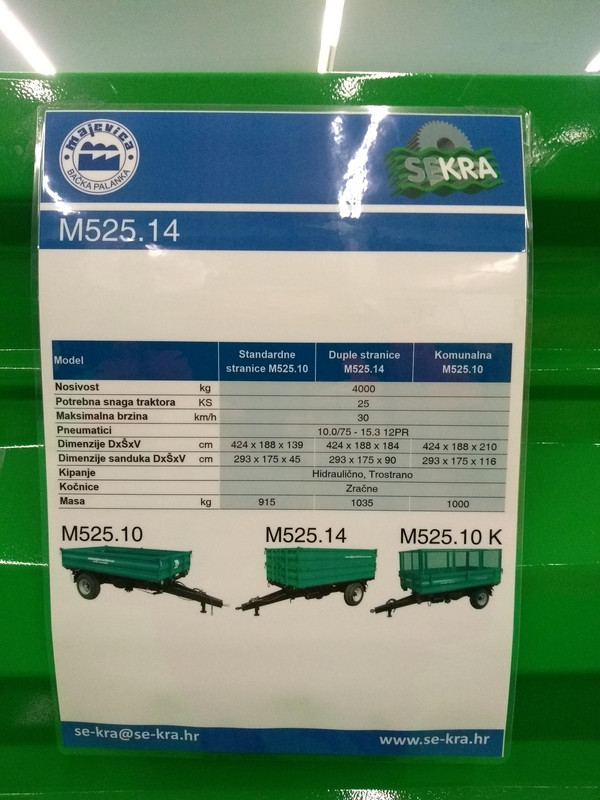 majevica
BAČKA PALANKA
SEKRA
M525.14
Model Standardne stranice M525.10 Duple stranice M525.14 Komunalna M525.10
Nosivost kg 4000
Potrebna snaga traktora KS 25
Maksimalna brzina km/h 30
Pneumatici 10.0/75 - 15.3 12PR
Dimenzije DxŠxV cm 424 x 188 x 139 424 x 188 x 184 424 x 188 x 210
Dimenzije sanduka DxŠxV cm 293 x 175 x 45 293 x 175 x 90 293 x 175 x 116
Kipanje Hidraulično, Trostrano
Kočnice Zračne
Masa kg 915 1035 1000
M525.10 M525.14 M525.10 K
se-kra@se-kra.hr www.se-kra.hr